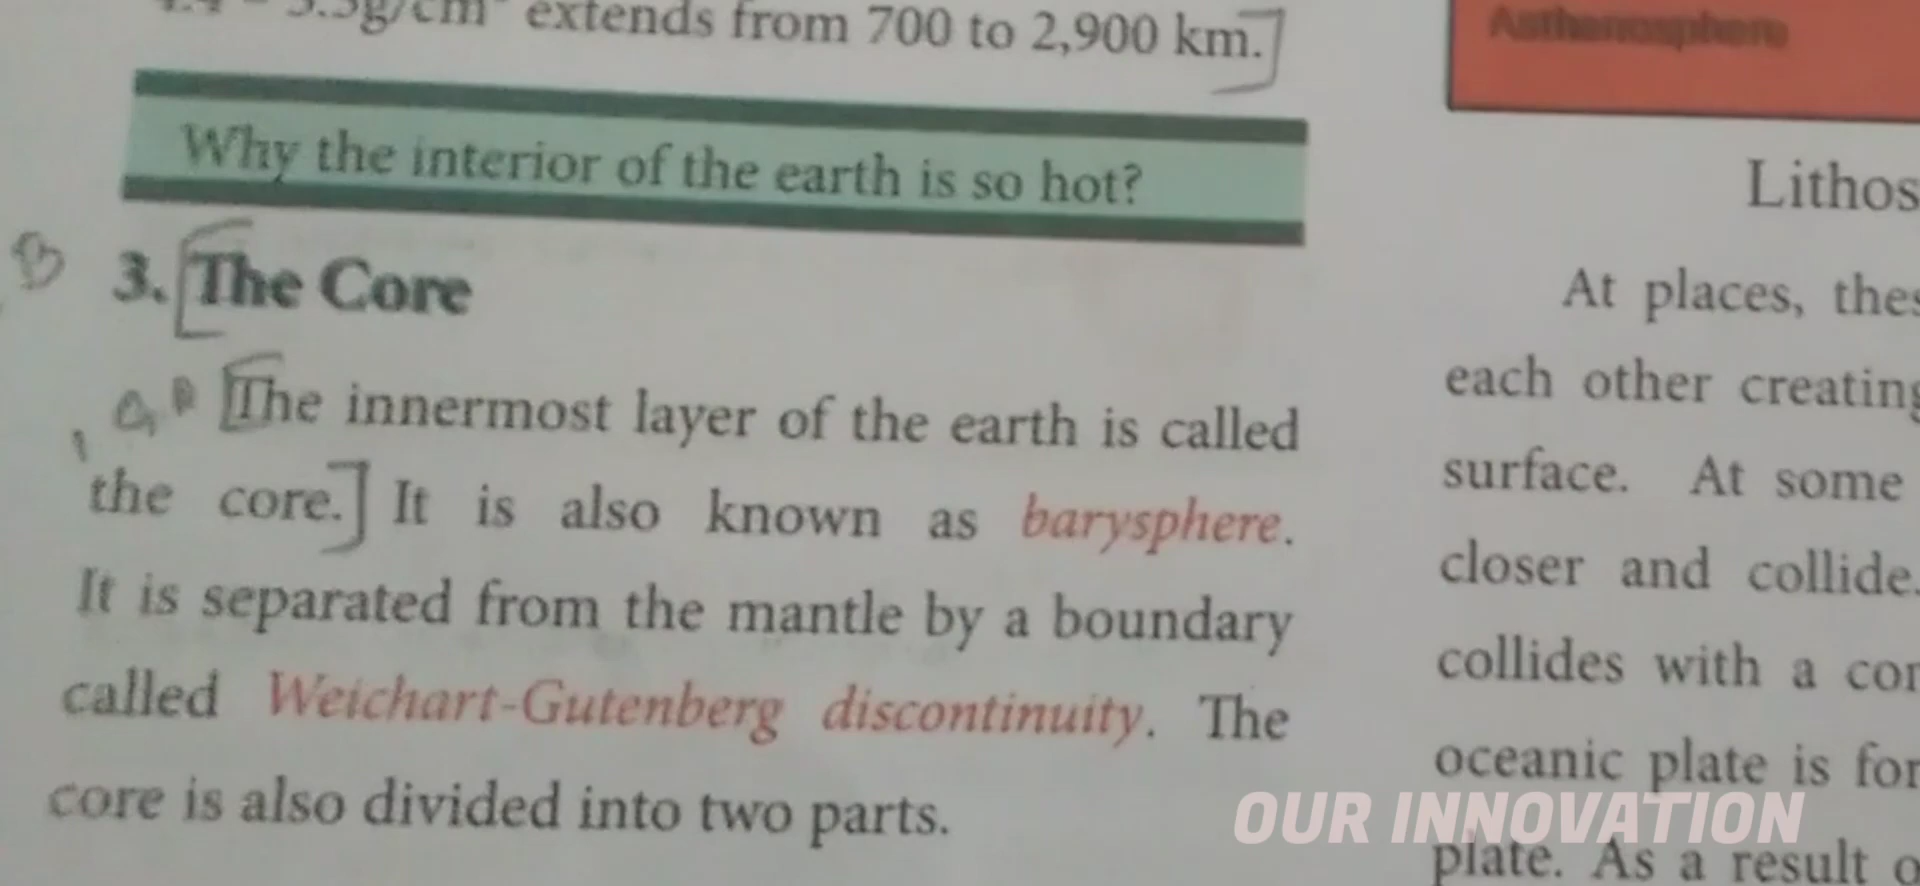 5.5g/cm³ extends from 700 to 2,900 km.
Why the interior of the earth is so hot?
3. The Core
The innermost layer of the earth is called
the core. It is also known as barysphere.
It is separated from the mantle by a boundary
called Weichart-Gutenberg discontinuity. The
core is also divided into two parts.
Asthenosphere
Lithos
At places, thes
each other creating
surface. At some
closer and collide.
collides with a cor
oceanic plate is for
plate. As a result o
OUR INNOVATION